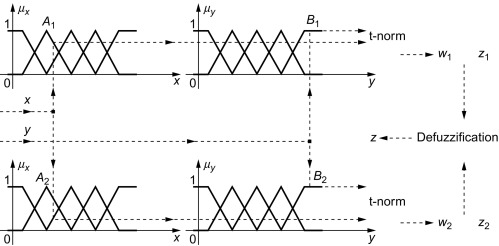 μx A1 μy B1
1 1 t-norm
w1 z1
0 x 0 y
x
y
z Defuzzification
μx A2 μy B2
1 1 t-norm
w2 z2
0 x 0 y